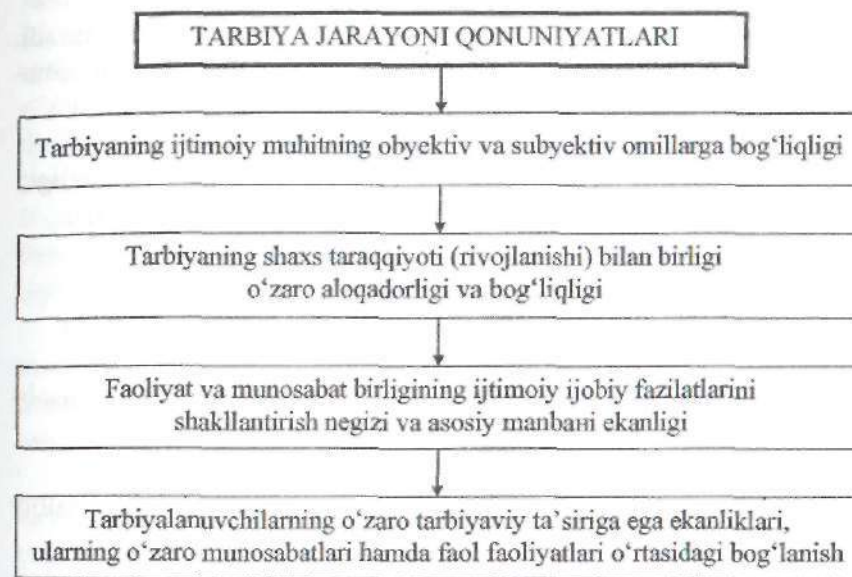 TARBIYA JARAYONI QONUNIYATLARI
Tarbiyaning ijtimoiy muhitning obyektiv va subyektiv omillarga bog‘liqligi
Tarbiyaning shaxs taraqqiyoti (rivojlanishi) bilan birligi
o‘zaro aloqadorligi va bog‘liqligi
Faoliyat va munosabat birligining ijtimoiy ijobiy fazilatlarini
shakllantirish negizi va asosiy manbaни ekanligi
Tarbiyalanuvchilarning o‘zaro tarbiyaviy ta’siriga ega ekanliklari,
ularning o‘zaro munosabatlari hamda faol faoliyatlari o‘rtasidagi bog‘lanish